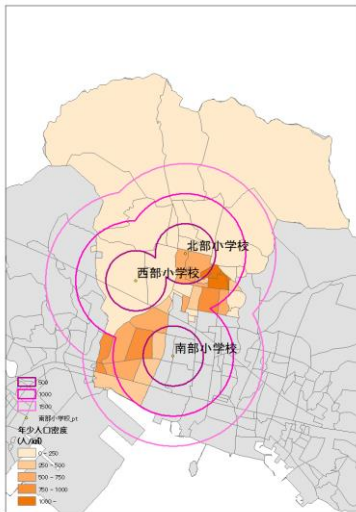 北部小学校
西部小学校
南部小学校
500
1000
1500
南部小学校_pt
年少人口密度
(人/km²)
0 - 250
250 - 500
500 - 750
750 - 1000
1000 -